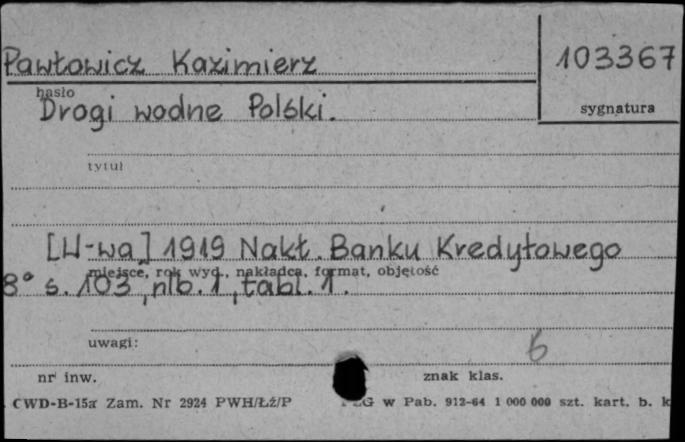 Pawłowicz Kazimierz
103367
hasło
sygnatura
Drogi wodne Polski.
tytuł
[W-wa] 1919 Nakł. Banku Kredytowego
miejsce, rok wyd., nakładca, format, objętość
8° s. 103, nlb. 1, tabl. 1.
uwagi:
6
nr inw.
znak klas.
CWD-B-15a Zam. Nr 2924 PWH/Łź/P
w Pab. 912-64 1 000 000 szt. kart. b. k